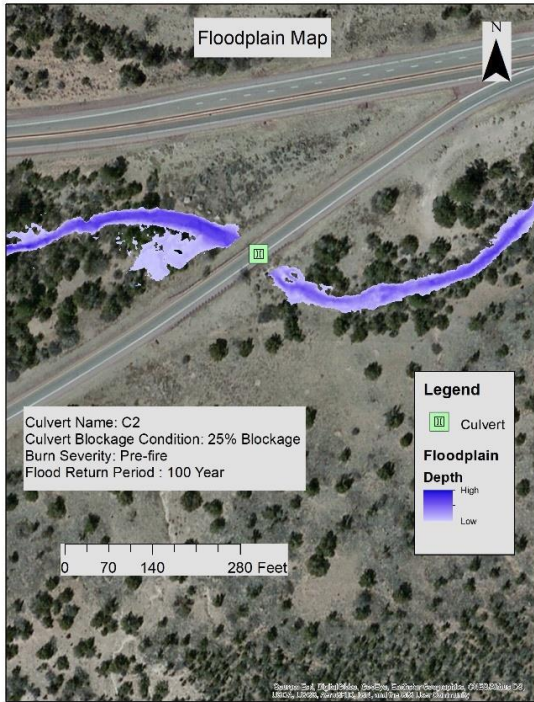 Floodplain Map
N
Culvert Name: C2
Culvert Blockage Condition: 25% Blockage
Burn Severity: Pre-fire
Flood Return Period : 100 Year
Legend
Culvert
Floodplain
Depth
High
Low
0 70 140 280 Feet